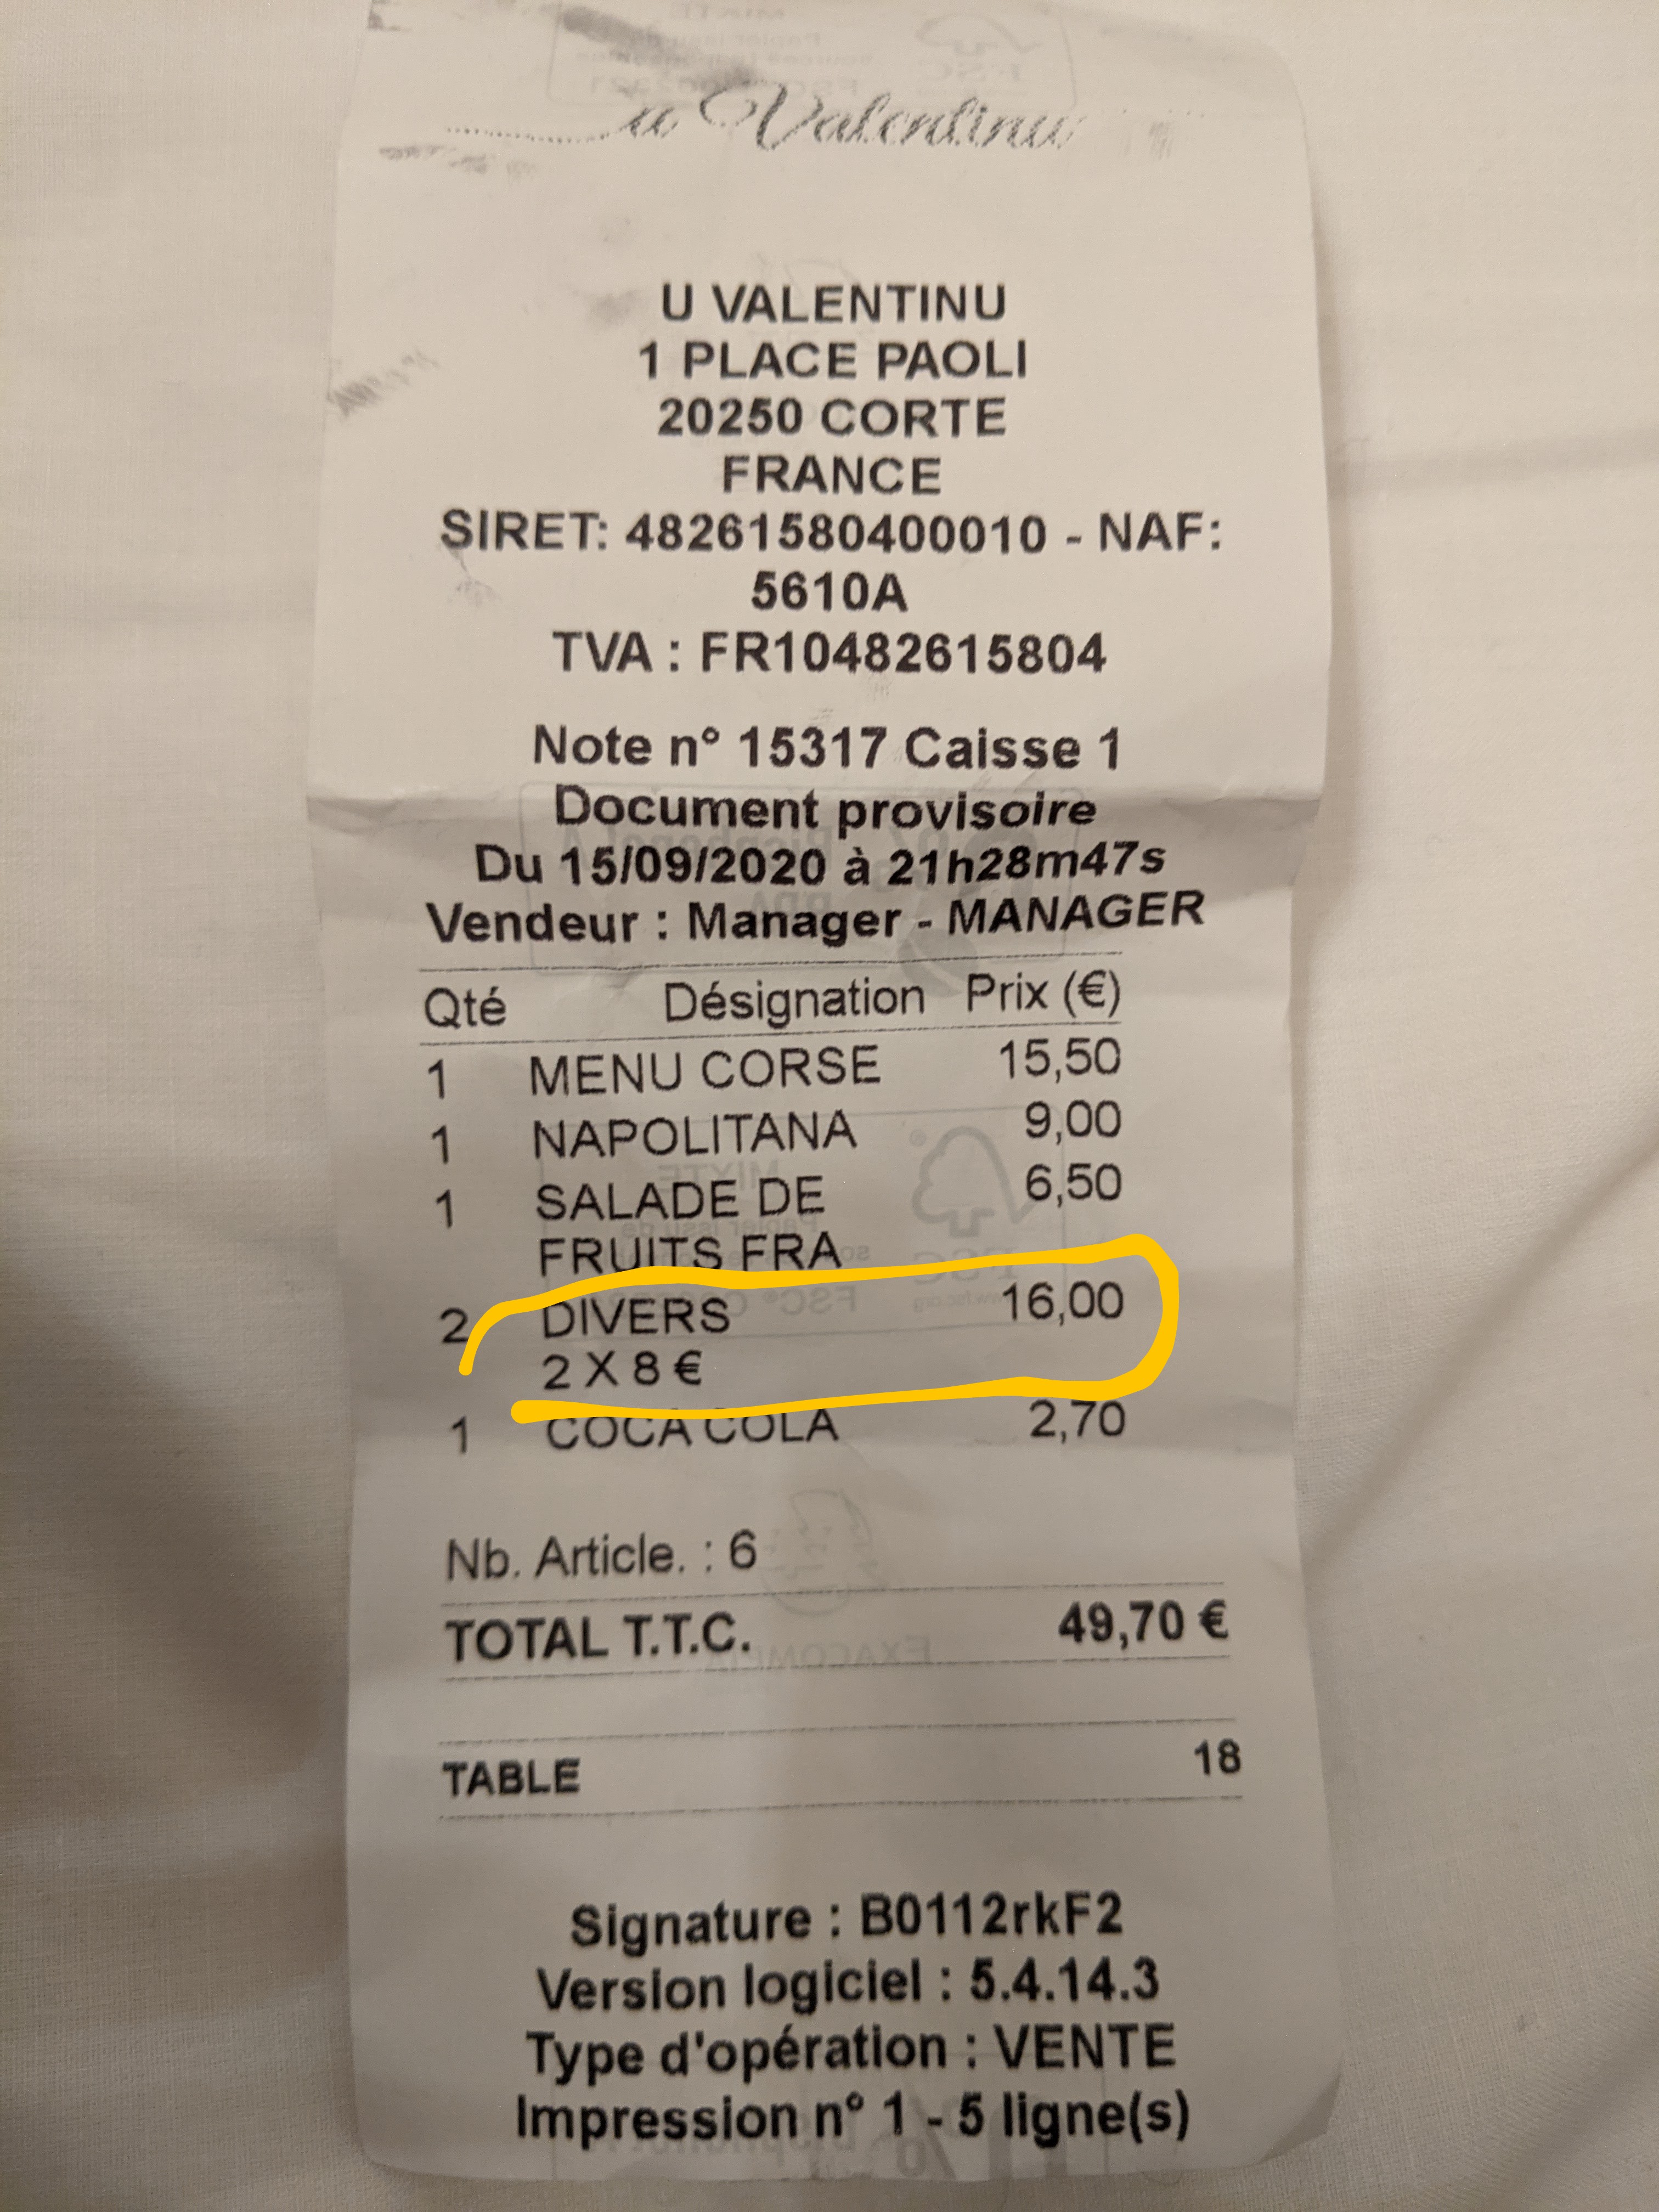 u Valentinu
U VALENTINU
1 PLACE PAOLI
20250 CORTE
FRANCE
SIRET: 48261580400010 - NAF:
5610A
TVA : FR10482615804
Note n° 15317 Caisse 1
Document provisoire
Du 15/09/2020 à 21h28m47s
Vendeur : Manager - MANAGER
Qté Désignation Prix (€)
1 MENU CORSE 15,50
1 NAPOLITANA 9,00
1 SALADE DE 6,50
FRUITS FRA
2 DIVERS 16,00
2 X 8 €
1 COCA COLA 2,70
Nb. Article. : 6
TOTAL T.T.C. 49,70 €
TABLE 18
Signature : B0112rkF2
Version logiciel : 5.4.14.3
Type d'opération : VENTE
Impression n° 1 - 5 ligne(s)